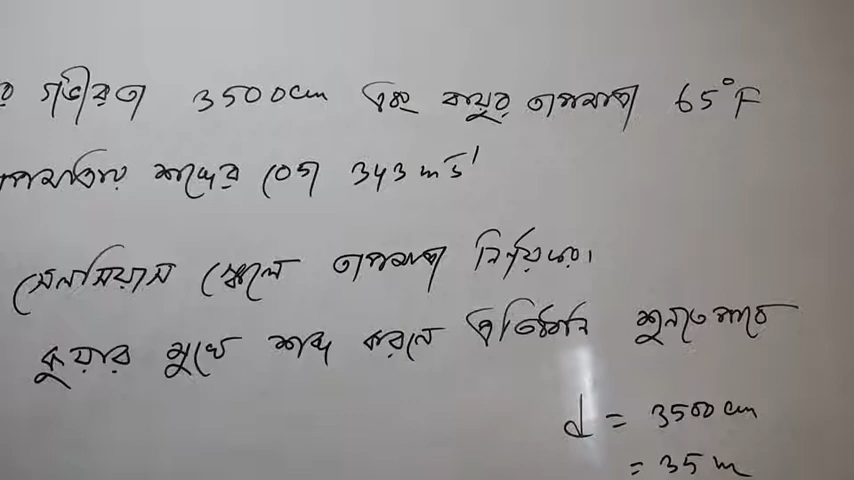 র গভীরতা 3500cm এবং বায়ুর তাপমাত্রা 65°F
পমাত্রায় শব্দের বেগ 343 ms⁻¹
সেলসিয়াস স্কেলে তাপমাত্রা নির্ণয় কর।
কুয়ার মুখে শব্দ করলে প্রতিধ্বনি শুনতে পাবে
d = 3500 cm
= 35 m